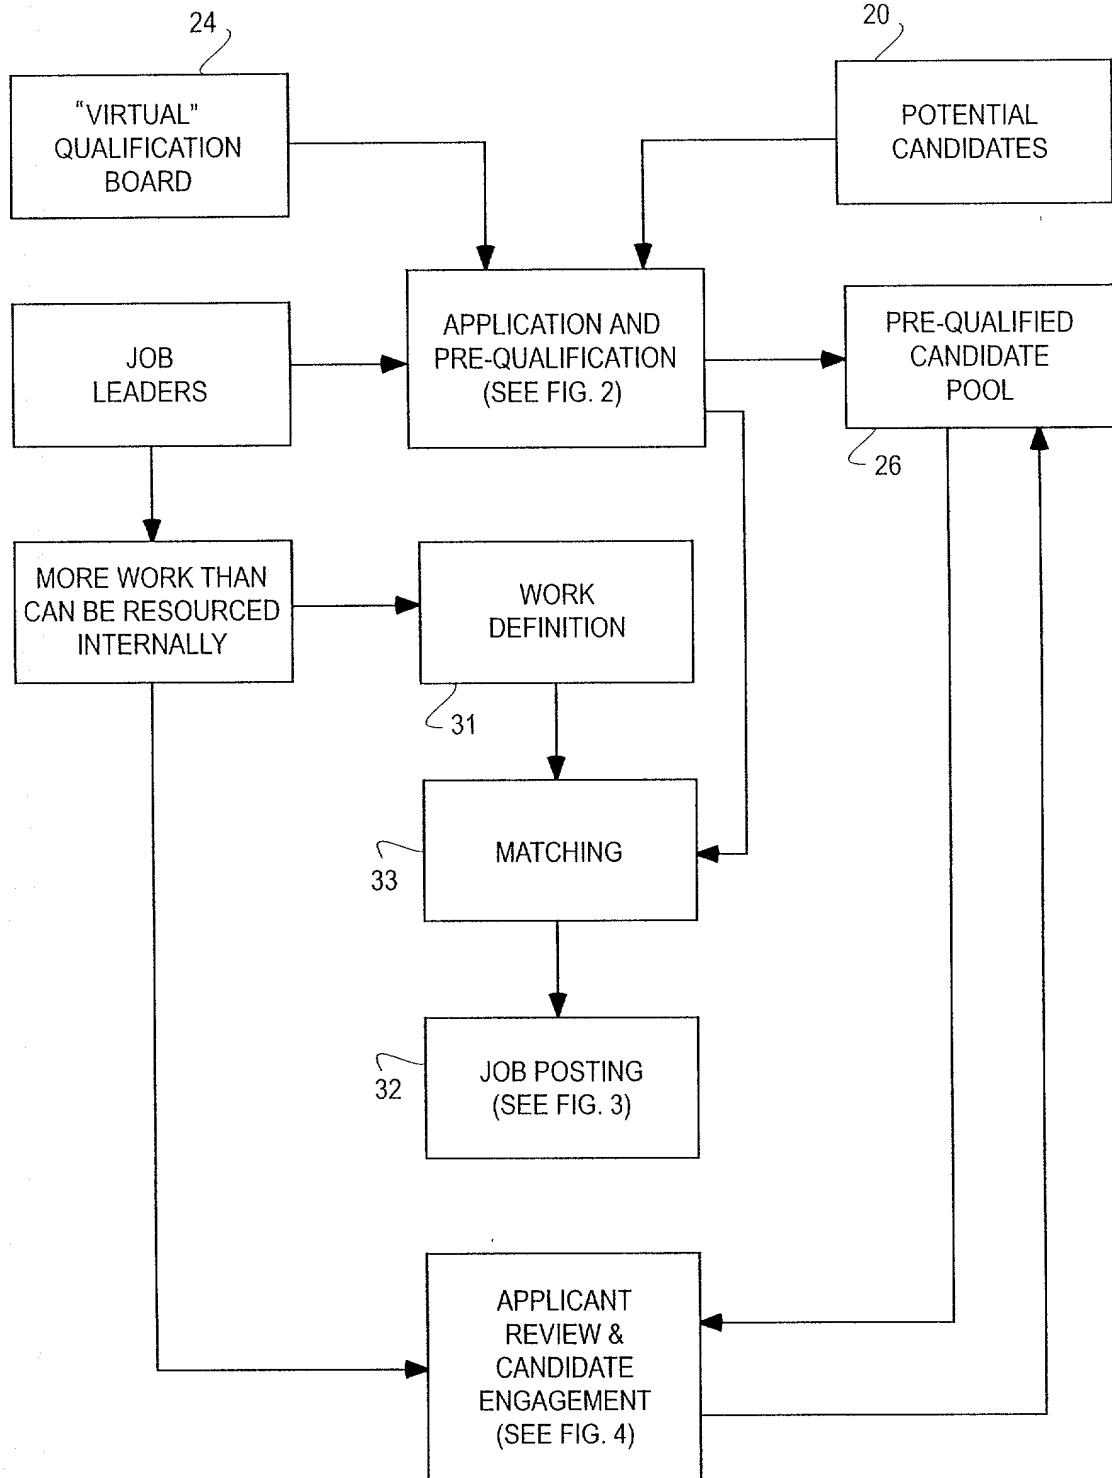 24
20
“VIRTUAL”
QUALIFICATION
BOARD
POTENTIAL
CANDIDATES
JOB
LEADERS
APPLICATION AND
PRE-QUALIFICATION
(SEE FIG. 2)
PRE-QUALIFIED
CANDIDATE
POOL
26
MORE WORK THAN
CAN BE RESOURCED
INTERNALLY
WORK
DEFINITION
31
MATCHING
33
JOB POSTING
(SEE FIG. 3)
32
APPLICANT
REVIEW &
CANDIDATE
ENGAGEMENT
(SEE FIG. 4)